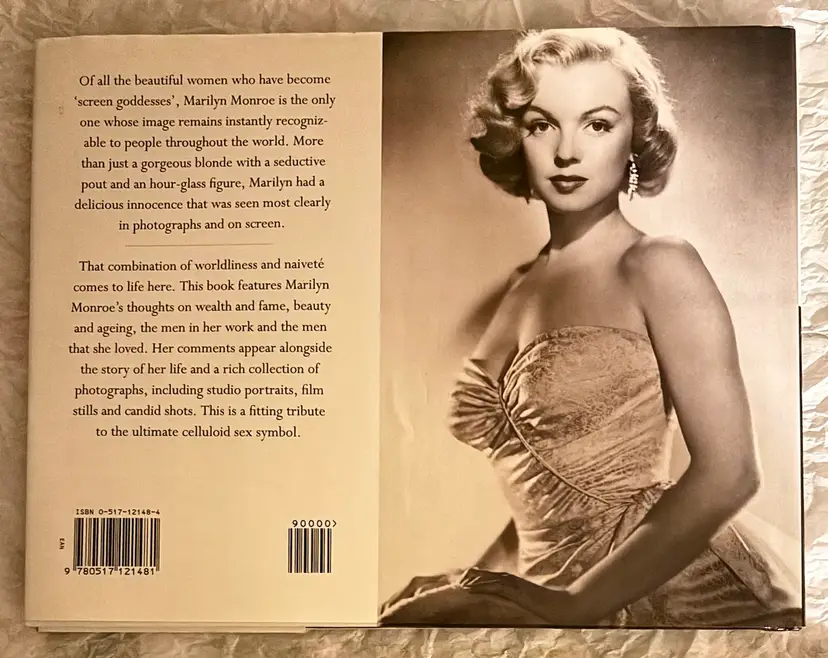 Of all the beautiful women who have become
‘screen goddesses’, Marilyn Monroe is the only
one whose image remains instantly recogniz-
able to people throughout the world. More
than just a gorgeous blonde with a seductive
pout and an hour-glass figure, Marilyn had a
delicious innocence that was seen most clearly
in photographs and on screen.
That combination of worldliness and naiveté
comes to life here. This book features Marilyn
Monroe’s thoughts on wealth and fame, beauty
and ageing, the men in her work and the men
that she loved. Her comments appear alongside
the story of her life and a rich collection of
photographs, including studio portraits, film
stills and candid shots. This is a fitting tribute
to the ultimate celluloid sex symbol.
ISBN 0-517-12148-4
EAN
9 780517 121481
90000>